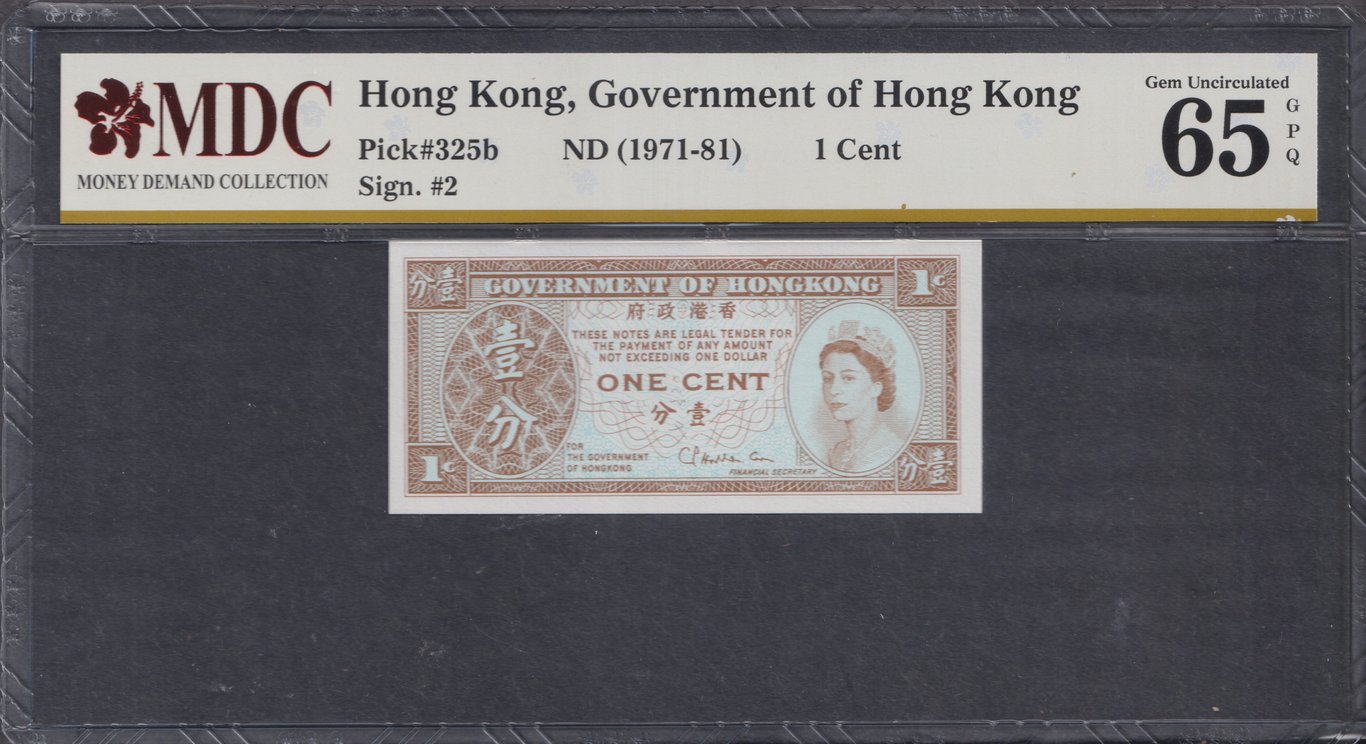 MDC
MONEY DEMAND COLLECTION
Hong Kong, Government of Hong Kong
Pick#325b ND (1971-81) 1 Cent
Sign. #2
Gem Uncirculated
65
G
P
Q
分壹
GOVERNMENT OF HONGKONG
1C
府政港香
THESE NOTES ARE LEGAL TENDER FOR
THE PAYMENT OF ANY AMOUNT
NOT EXCEEDING ONE DOLLAR
ONE CENT
分壹
壹
分
FOR
THE GOVERNMENT
OF HONGKONG
FINANCIAL SECRETARY
1C
分壹